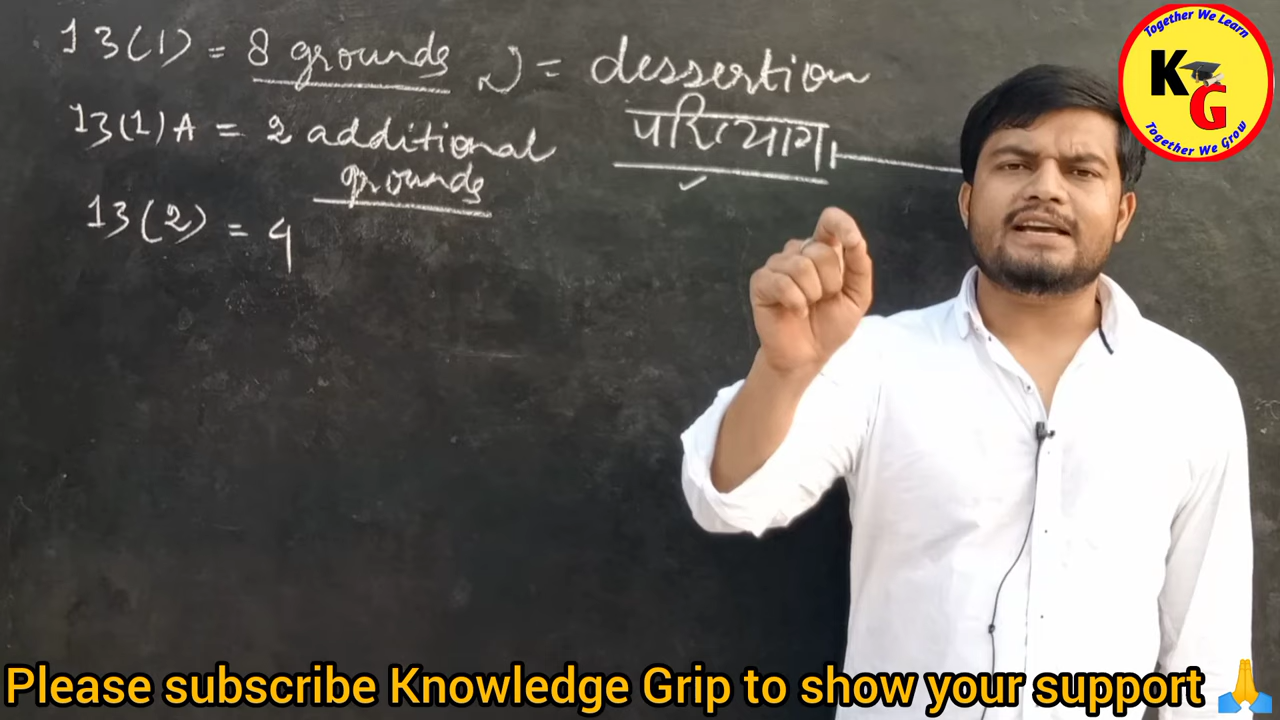 13(1) = 8 grounds
2) = dessertion
परित्याग
13(1)A = 2 additional
grounds
13(2) = 4
Together We Learn
KG
Together We Grow
Please subscribe Knowledge Grip to show your support 🙏